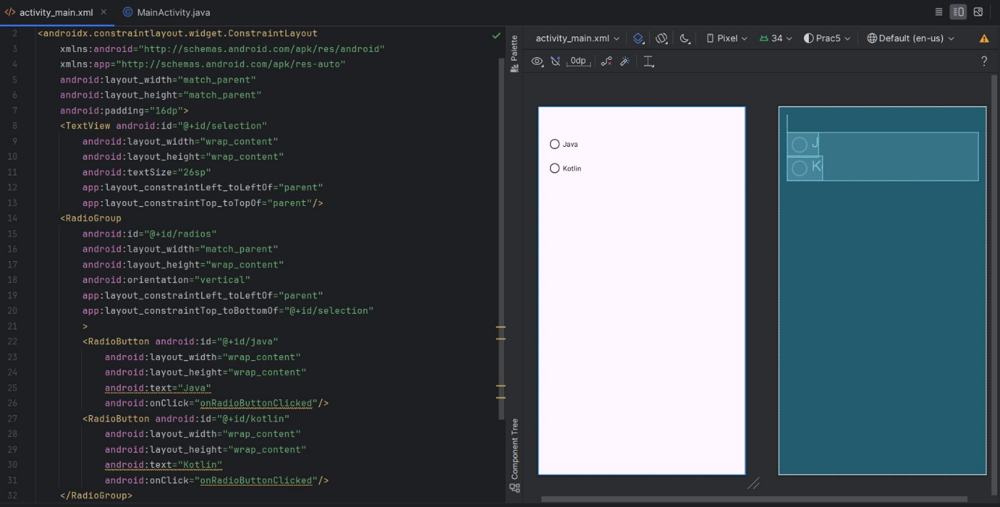 activity_main.xml
MainActivity.java
2 <androidx.constraintlayout.widget.ConstraintLayout
3 xmlns:android="http://schemas.android.com/apk/res/android"
4 xmlns:app="http://schemas.android.com/apk/res-auto"
5 android:layout_width="match_parent"
6 android:layout_height="match_parent"
7 android:padding="16dp">
8 <TextView android:id="@+id/selection"
9 android:layout_width="wrap_content"
10 android:layout_height="wrap_content"
11 android:textSize="26sp"
12 app:layout_constraintLeft_toLeftOf="parent"
13 app:layout_constraintTop_toTopOf="parent"/>
14 <RadioGroup
15 android:id="@+id/radios"
16 android:layout_width="match_parent"
17 android:layout_height="wrap_content"
18 android:orientation="vertical"
19 app:layout_constraintLeft_toLeftOf="parent"
20 app:layout_constraintTop_toBottomOf="@+id/selection"
21 >
22 <RadioButton android:id="@+id/java"
23 android:layout_width="wrap_content"
24 android:layout_height="wrap_content"
25 android:text="Java"
26 android:onClick="onRadioButtonClicked"/>
27 <RadioButton android:id="@+id/kotlin"
28 android:layout_width="wrap_content"
29 android:layout_height="wrap_content"
30 android:text="Kotlin"
31 android:onClick="onRadioButtonClicked"/>
32 </RadioGroup>
Palette
Component Tree
activity_main.xml
Pixel
34
Prac5
Default (en-us)
0dp
?
Java
Kotlin
J
K